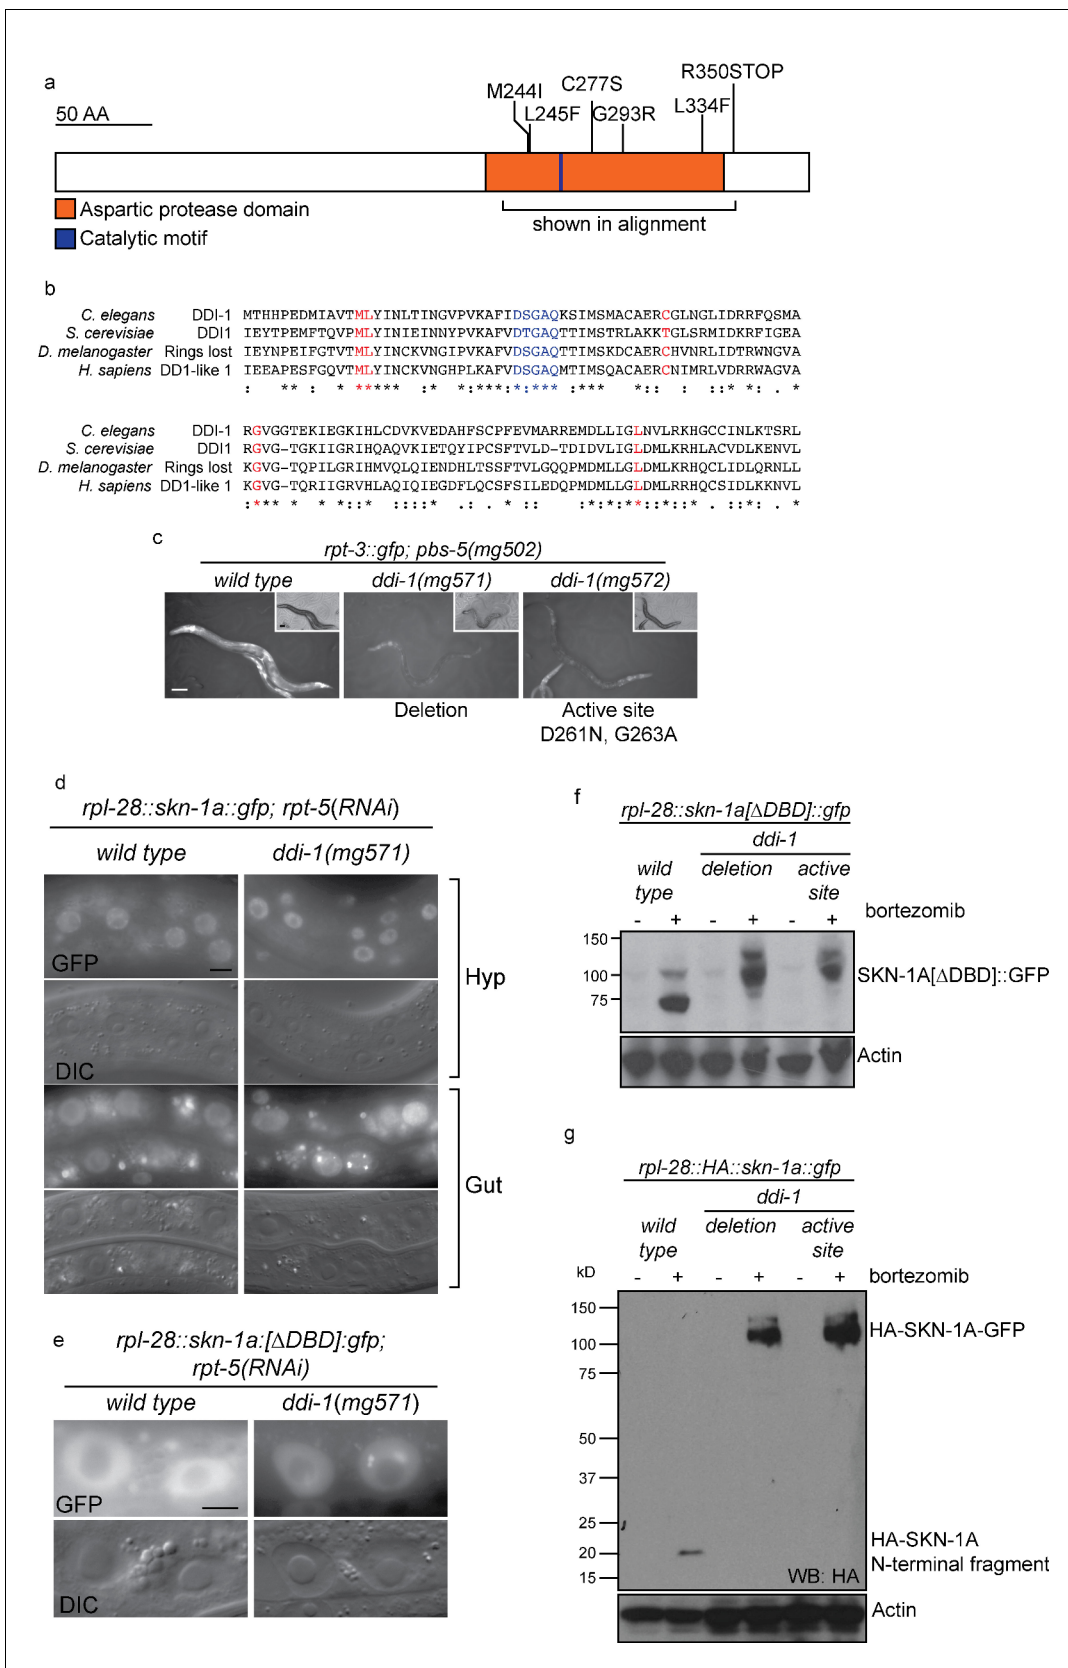 a
50 AA
M244I
L245F
C277S
G293R
R350STOP
L334F
Aspartic protease domain
Catalytic motif
shown in alignment
b
C. elegans DDI-1 MTHHPEDMIAVTMLYINLTINGVPVKAFIDSGAQKSIMSMACAERCGLNGLIDRRFQSMA
S. cerevisiae DDI1 IEYTPEMFTQVPMLYINIEINNYPVKAFVDTGAQTTIMSTRLAKKTGLSRMIDKRFIGEA
D. melanogaster Rings lost IEYNPEIFGTVTMLYINCKVNGIPVKAFVDSGAQTTIMSKDCAERCHVNRLIDTRWNGVA
H. sapiens DD1-like 1 IEEAPESFGQVTMLYINCKVNGHPLKAFVDSGAQMTIMSQACAERCNIMRLVDRRWAGVA
C. elegans DDI-1 RGVGGTEKIEGKIHLCDVKVEDAHFSCPFEVMARREMDLLIGLNVLRKHGCCINLKTSRL
S. cerevisiae DDI1 RGVG-TGKIIGRIHQAQVKIETQYIPCSFTVLD-TDIDVLIGLDMLKRHLACVDLKENVL
D. melanogaster Rings lost KGVG-TQPILGRIHMVQLQIENDHLTSSFTVLGQQPMDMLLGLDMLKRHQCLIDLQRNLL
H. sapiens DD1-like 1 KGVG-TQRIIGRVHLAQIQIEGDFLQCSFSILEDQPMDMLLGLDMLRRHQCSIDLKKNVL
c
rpt-3::gfp; pbs-5(mg502)
wild type ddi-1(mg571) ddi-1(mg572)
Deletion
Active site
D261N, G263A
d
rpl-28::skn-1a::gfp; rpt-5(RNAi)
wild type ddi-1(mg571)
GFP
DIC
Hyp
Gut
e
rpl-28::skn-1a:[ΔDBD]:gfp;
rpt-5(RNAi)
wild type ddi-1(mg571)
GFP
DIC
f
rpl-28::skn-1a[ΔDBD]::gfp
ddi-1
wild type deletion active site
- + - + - + bortezomib
150
100
75
SKN-1A[ΔDBD]::GFP
Actin
g
rpl-28::HA::skn-1a::gfp
ddi-1
wild type deletion active site
kD - + - + - + bortezomib
150
100
75
50
37
25
20
15
HA-SKN-1A-GFP
HA-SKN-1A
N-terminal fragment
WB: HA
Actin